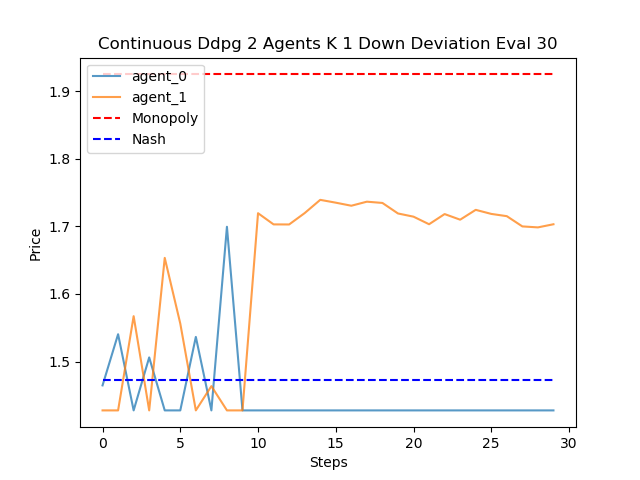 Continuous Ddpg 2 Agents K 1 Down Deviation Eval 30
agent_0
agent_1
Monopoly
Nash
1.9
1.8
1.7
1.6
1.5
Price
0
5
10
15
20
25
30
Steps